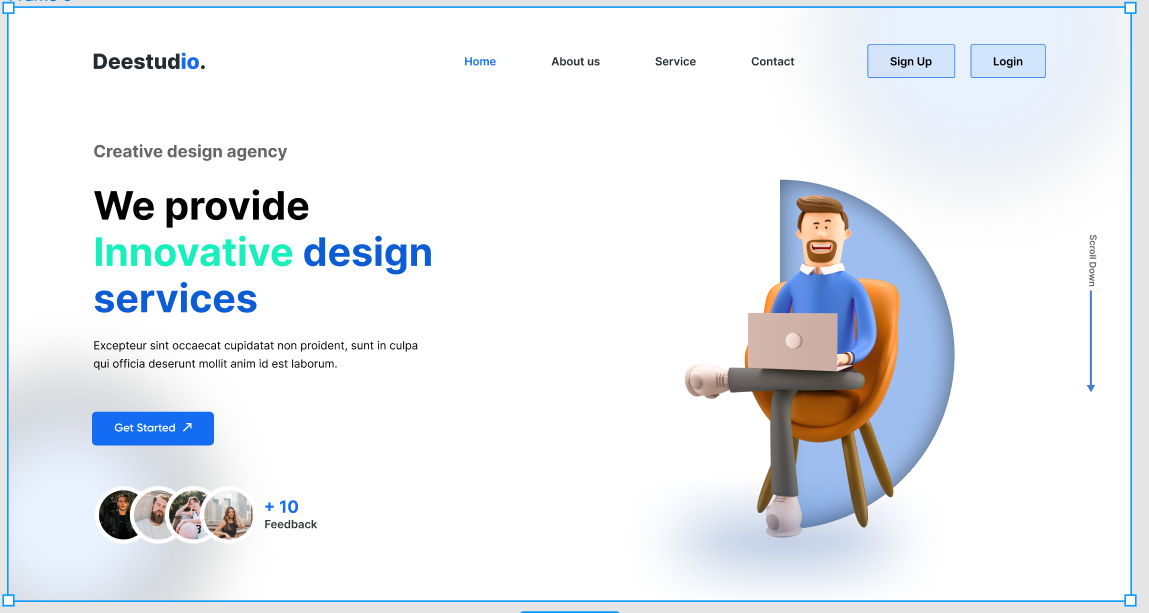 Deestudio.
Home
About us
Service
Contact
Sign Up
Login
Creative design agency
We provide
Innovative design
services
Excepteur sint occaecat cupidatat non proident, sunt in culpa
qui officia deserunt mollit anim id est laborum.
Get Started
+ 10
Feedback
Scroll Down